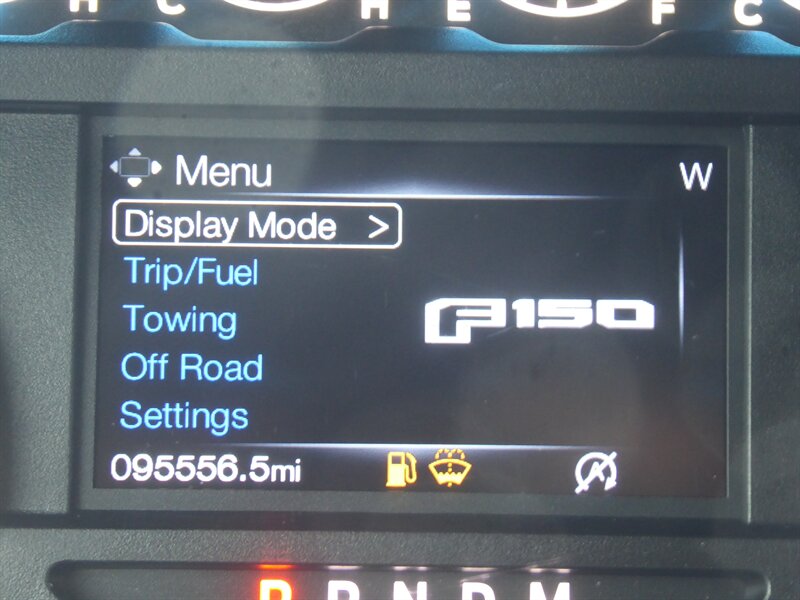 H C H E F C
Menu W
Display Mode >
Trip/Fuel
Towing
F150
Off Road
Settings
095556.5mi
P R N D M